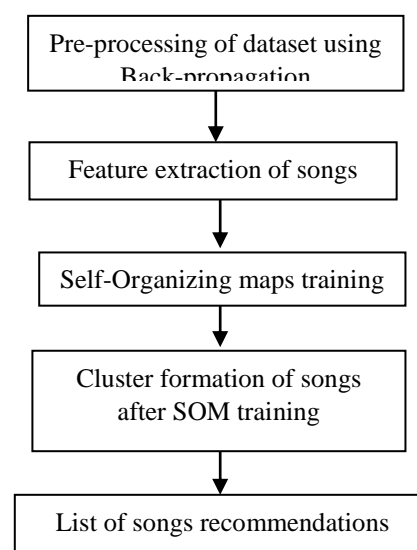 Pre-processing of dataset using
Back-propagation
Feature extraction of songs
Self-Organizing maps training
Cluster formation of songs
after SOM training
List of songs recommendations